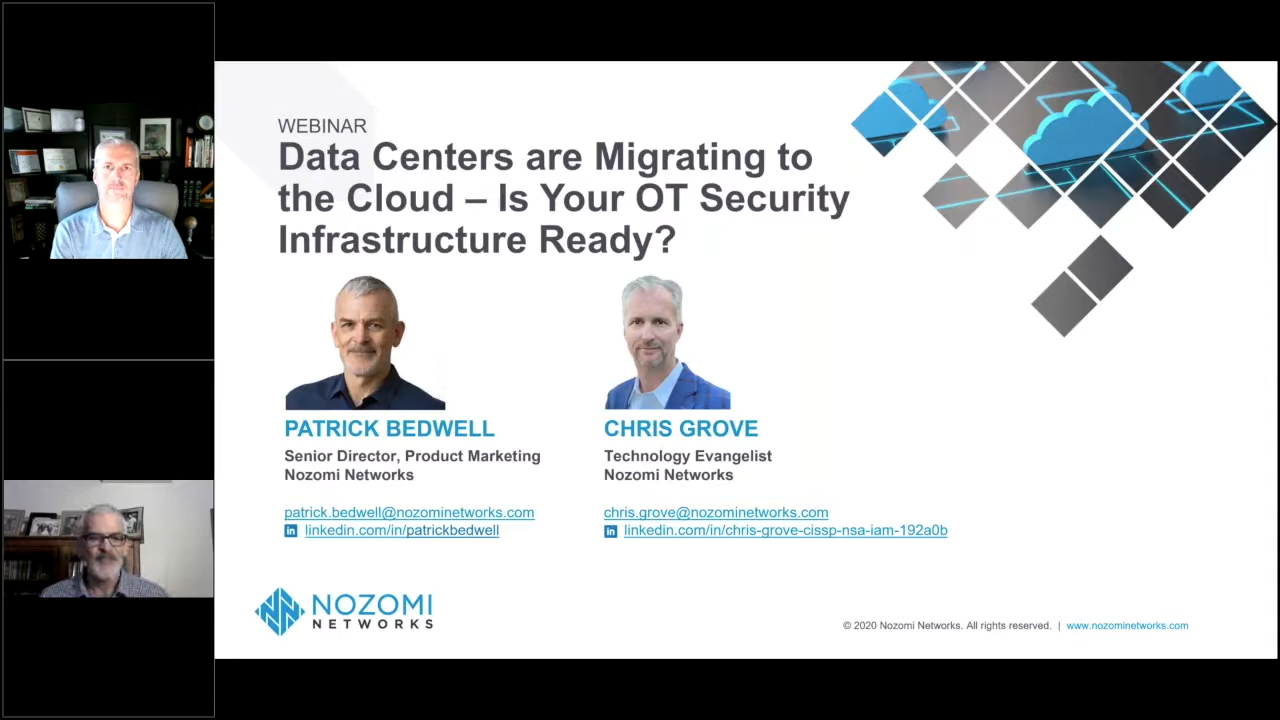 WEBINAR
Data Centers are Migrating to
the Cloud – Is Your OT Security
Infrastructure Ready?
PATRICK BEDWELL
Senior Director, Product Marketing
Nozomi Networks
patrick.bedwell@nozominetworks.com
linkedin.com/in/patrickbedwell
CHRIS GROVE
Technology Evangelist
Nozomi Networks
chris.grove@nozominetworks.com
linkedin.com/in/chris-grove-cissp-nsa-iam-192a0b
NOZOMI
NETWORKS
© 2020 Nozomi Networks. All rights reserved. | www.nozominetworks.com